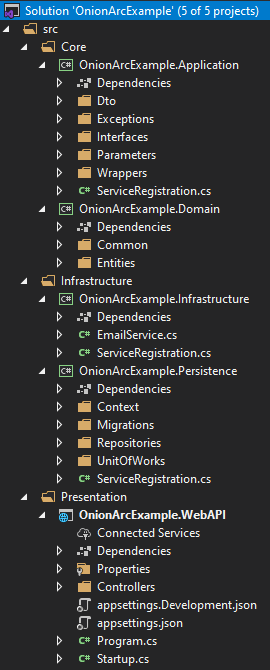 Solution 'OnionArcExample' (5 of 5 projects)
src
Core
C# OnionArcExample.Application
Dependencies
Dto
Exceptions
Interfaces
Parameters
Wrappers
C# ServiceRegistration.cs
C# OnionArcExample.Domain
Dependencies
Common
Entities
Infrastructure
C# OnionArcExample.Infrastructure
Dependencies
C# EmailService.cs
C# ServiceRegistration.cs
C# OnionArcExample.Persistence
Dependencies
Context
Migrations
Repositories
UnitOfWorks
C# ServiceRegistration.cs
Presentation
OnionArcExample.WebAPI
Connected Services
Dependencies
Properties
Controllers
appsettings.Development.json
appsettings.json
C# Program.cs
C# Startup.cs